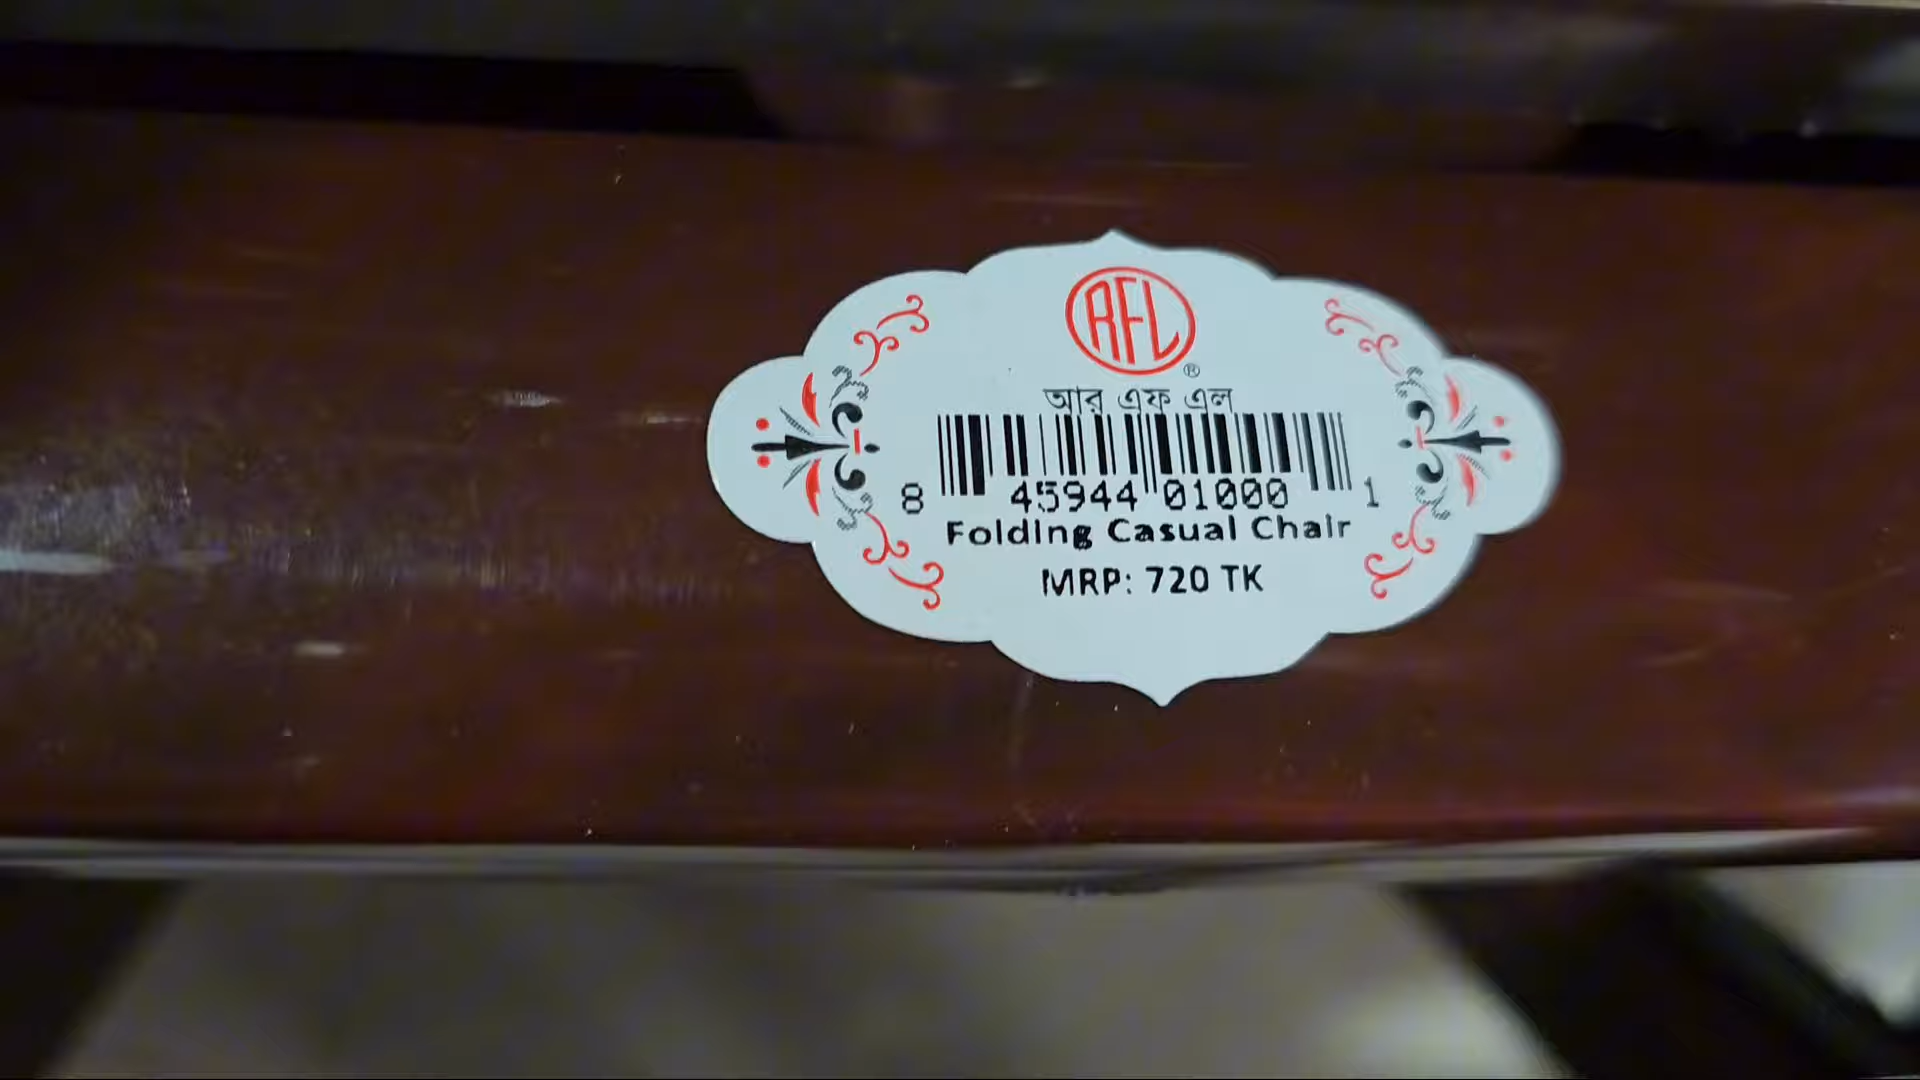 RFL
®
আর এফ এল
8 45944 01000 1
Folding Casual Chair
MRP: 720 TK